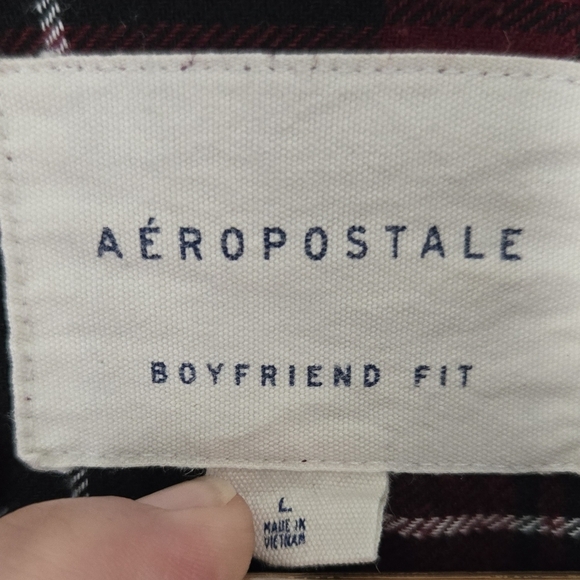 AÉROPOSTALE
BOYFRIEND FIT
L
MADE IN
VIETNAM